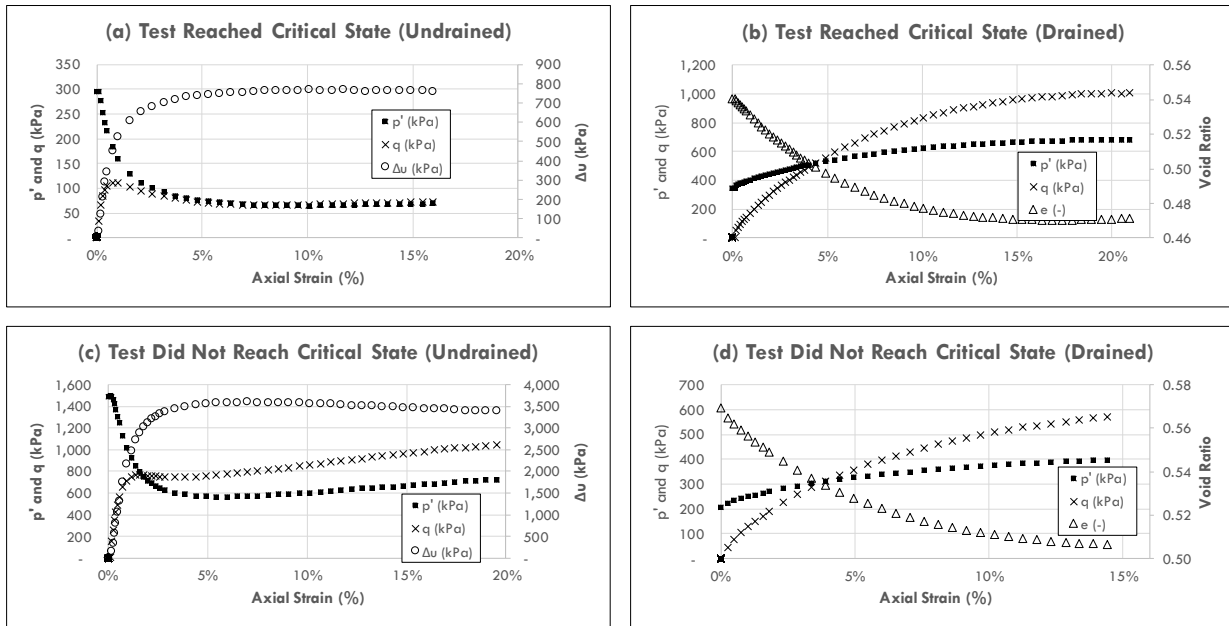 (a) Test Reached Critical State (Undrained)
350
300
250
200
150
100
50
-
p' and q (kPa)
900
800
700
600
500
400
300
200
100
-
Δu (kPa)
p' (kPa)
q (kPa)
Δu (kPa)
0% 5% 10% 15% 20%
Axial Strain (%)
(b) Test Reached Critical State (Drained)
1,200
1,000
800
600
400
200
-
p' and q (kPa)
0.56
0.54
0.52
0.50
0.48
0.46
Void Ratio
p' (kPa)
q (kPa)
e (-)
0% 5% 10% 15% 20%
Axial Strain (%)
(c) Test Did Not Reach Critical State (Undrained)
1,600
1,400
1,200
1,000
800
600
400
200
-
p' and q (kPa)
4,000
3,500
3,000
2,500
2,000
1,500
1,000
500
-
Δu (kPa)
p' (kPa)
q (kPa)
Δu (kPa)
0% 5% 10% 15% 20%
Axial Strain (%)
(d) Test Did Not Reach Critical State (Drained)
700
600
500
400
300
200
100
-
p' and q (kPa)
0.58
0.56
0.54
0.52
0.50
Void Ratio
p' (kPa)
q (kPa)
e (-)
0% 5% 10% 15%
Axial Strain (%)